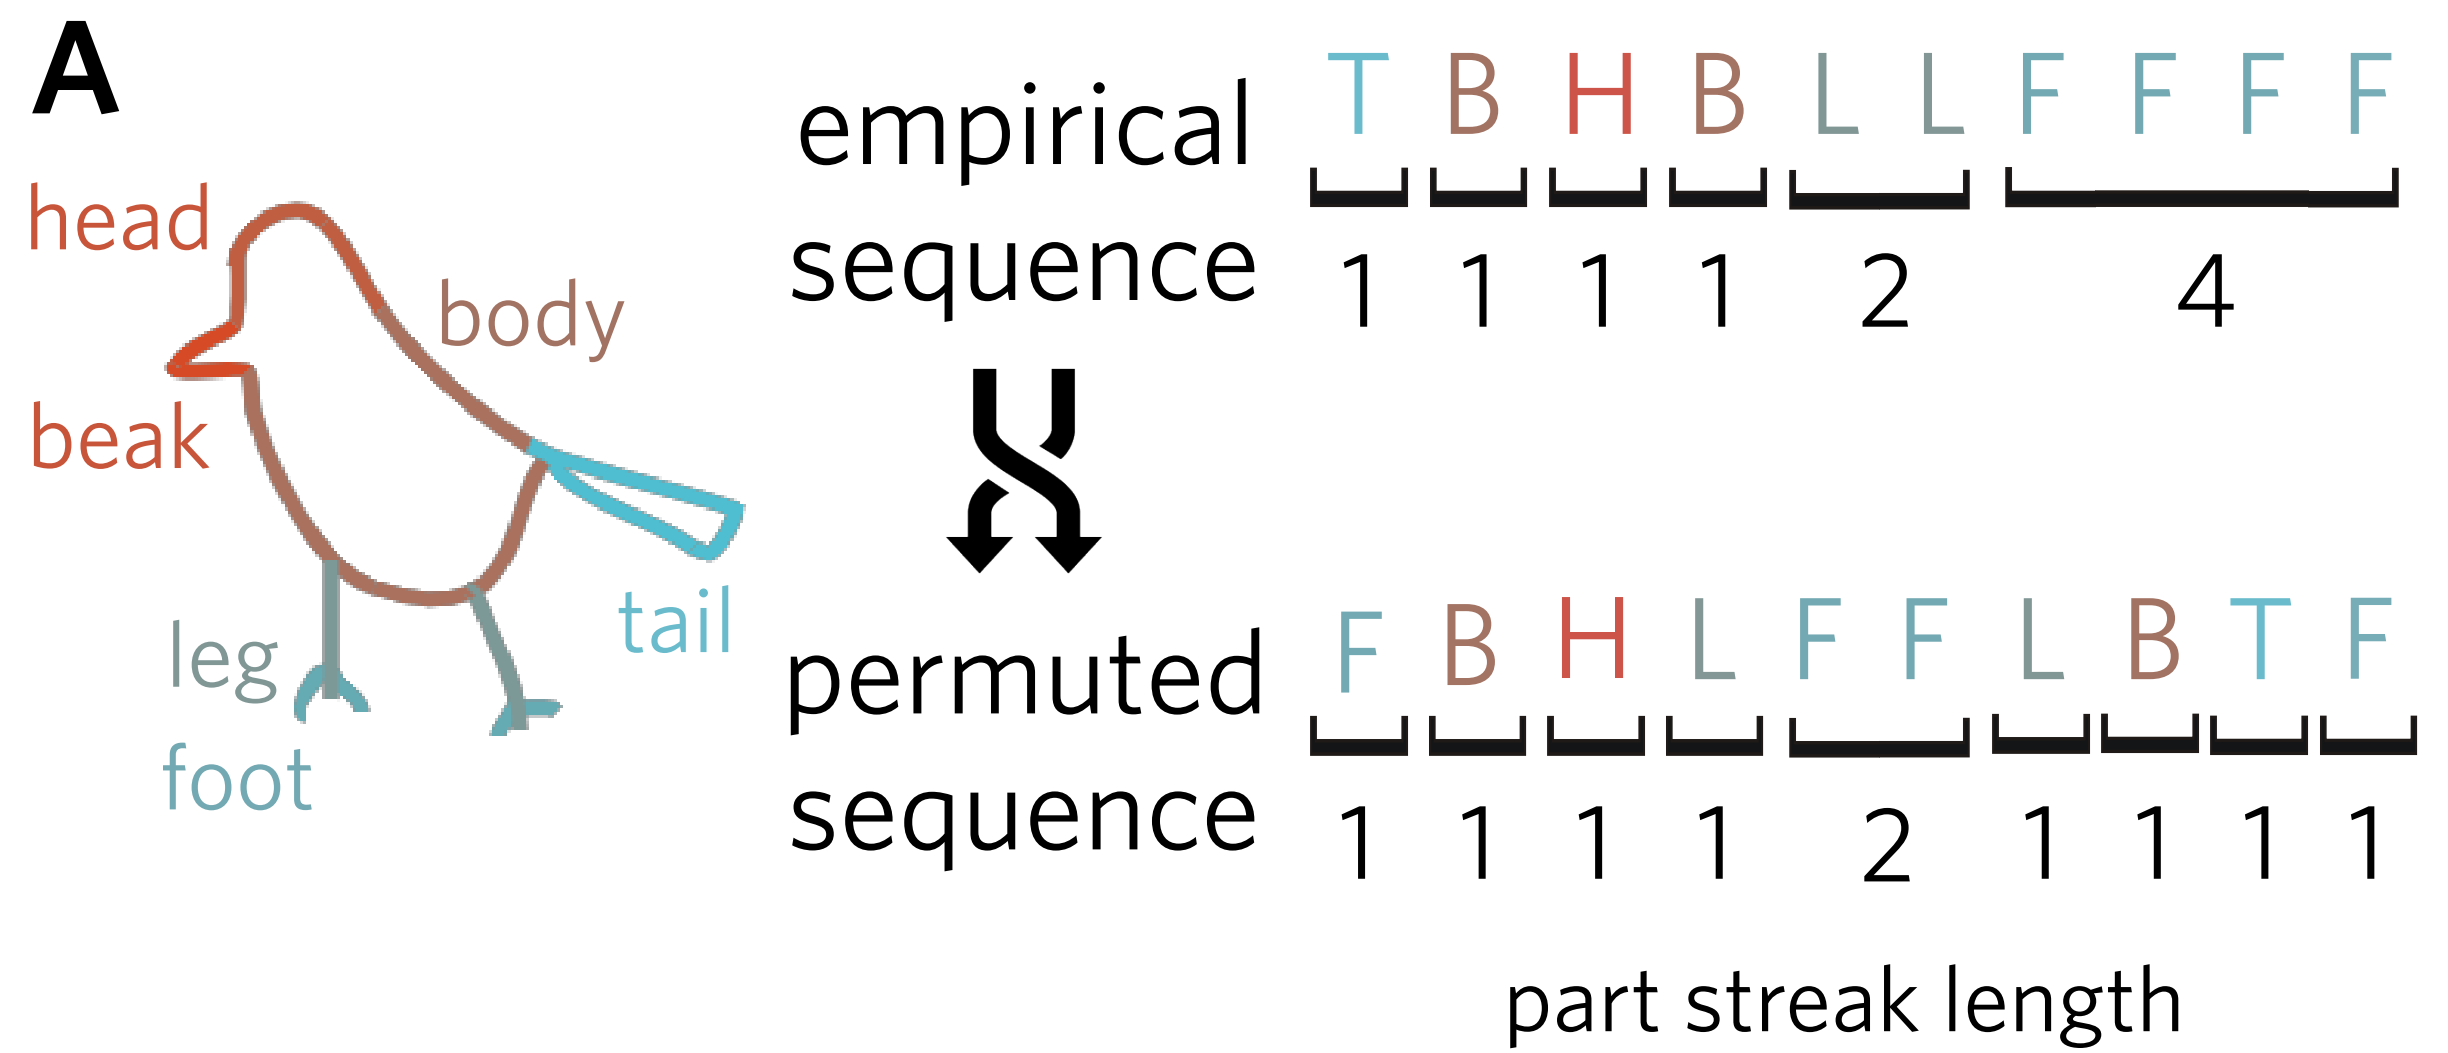 A
head
body
beak
leg
tail
foot
empirical
sequence
T B H B L L F F F F
1 1 1 1 2 4
permuted
sequence
F B H L F F L B T F
1 1 1 1 2 1 1 1 1
part streak length